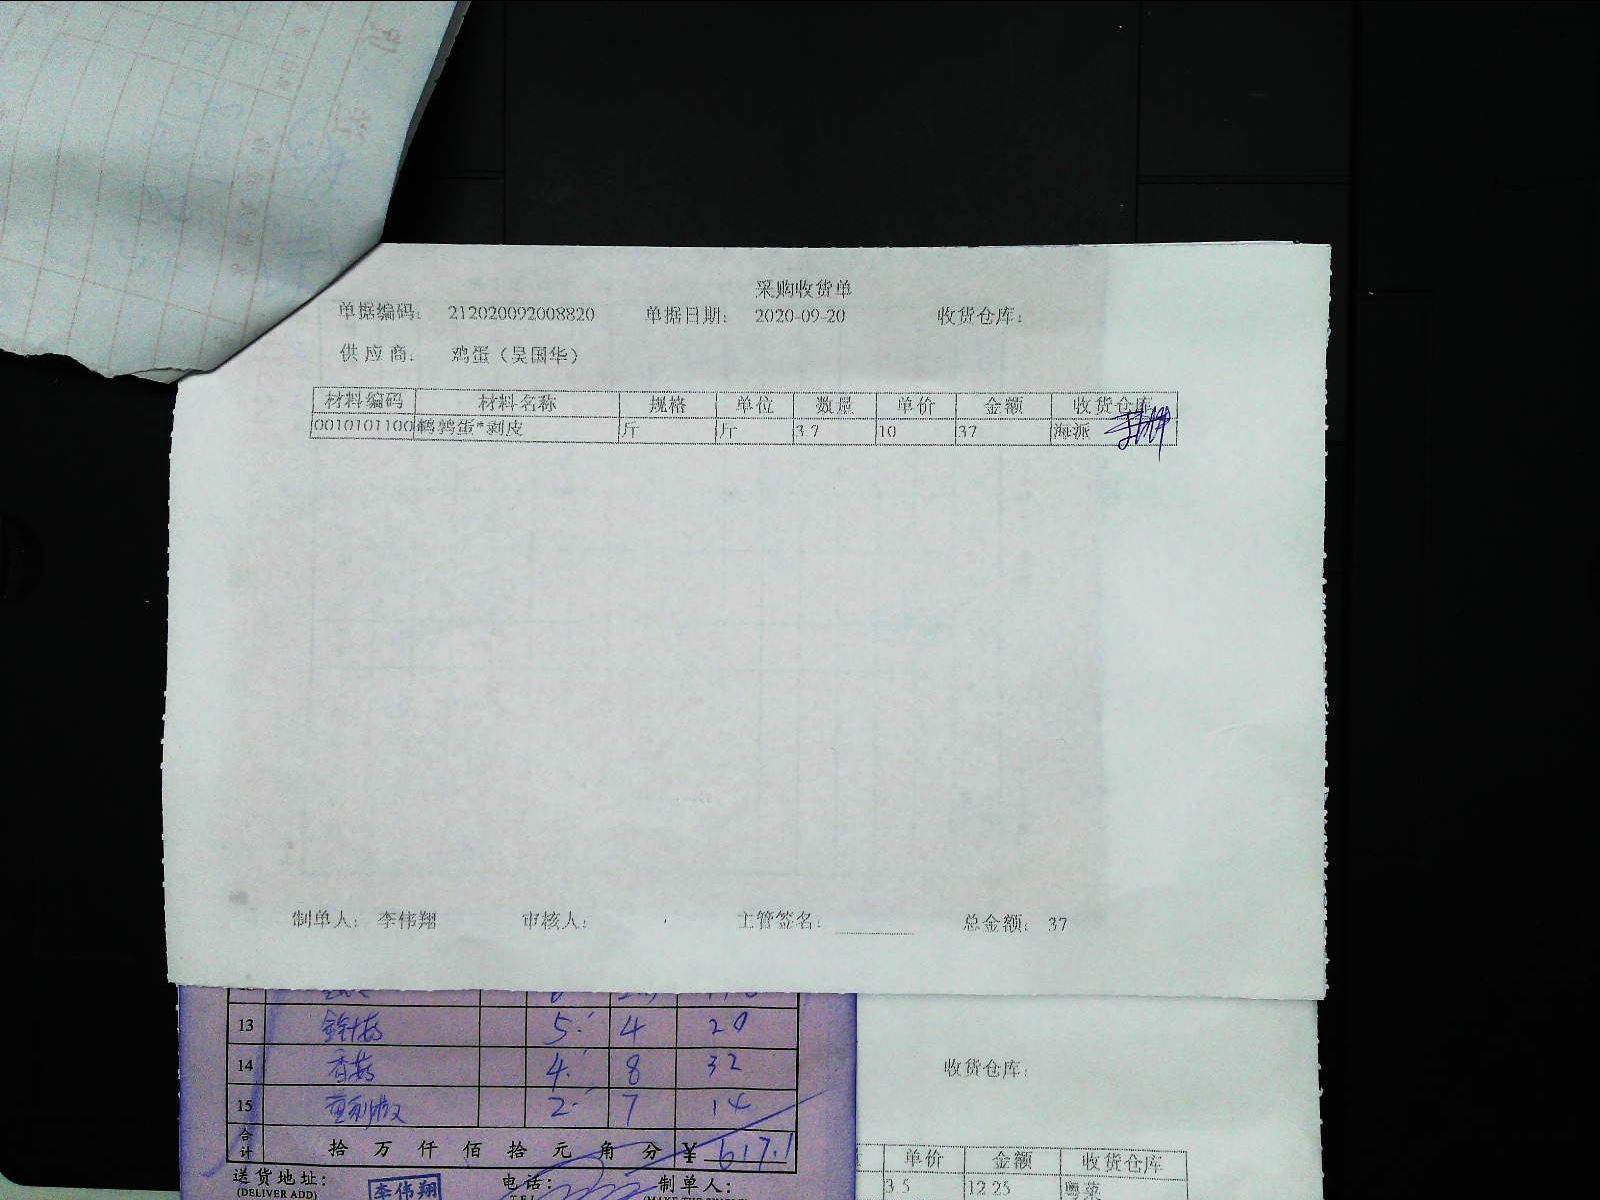 采购收货单
单据编码： 212020092008820 单据日期： 2020-09-20 收货仓库：
供应商： 鸡蛋（吴国华）
材料编码 材料名称 规格 单位 数量 单价 金额 收货仓库
0010101100 鹌鹑蛋*剥皮 斤 斤 3.7 10 37 海派
制单人： 李伟翔 审核人： 主管签名： 总金额： 37
13 5 4 20
14 香菇 4 8 32
15 2 7 14
合计 拾 万 仟 佰 拾 元 角 分 ¥ 617.1
送货地址： 电话： 制单人：
(DELIVER ADD) 李伟翔
收货仓库：
单价 金额 收货仓库
3.5 12.25 粤菜